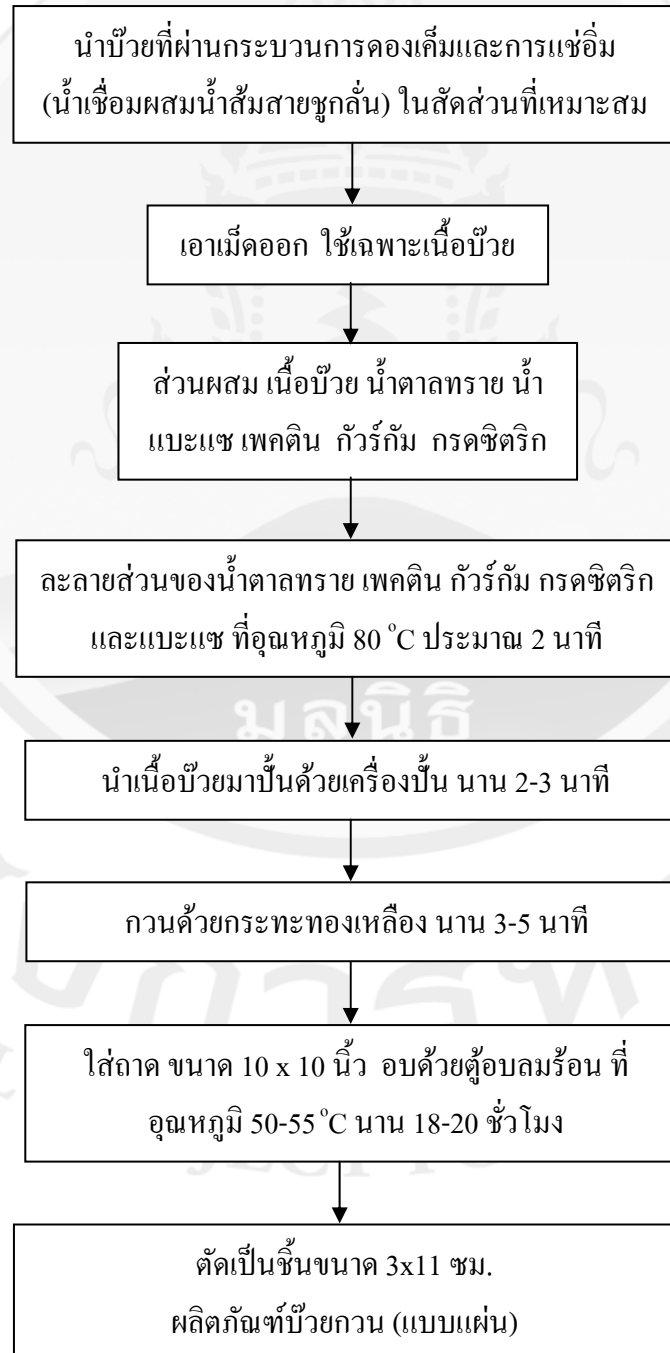 นำบ๊วยที่ผ่านกระบวนการดองเค็มและการแช่อิ่ม
(น้ำเชื่อมผสมน้ำส้มสายชูกลั่น) ในสัดส่วนที่เหมาะสม
เอาเม็ดออก ใช้เฉพาะเนื้อบ๊วย
ส่วนผสม เนื้อบ๊วย น้ำตาลทราย น้ำ
แบะแซ เพคติน กัวร์กัม กรดซิตริก
ละลายส่วนของน้ำตาลทราย เพคติน กัวร์กัม กรดซิตริก
และแบะแซ ที่อุณหภูมิ 80 °C ประมาณ 2 นาที
มูลนิธิ
นำเนื้อบ๊วยมาปั้นด้วยเครื่องปั้น นาน 2-3 นาที
กวนด้วยกระทะทองเหลือง นาน 3-5 นาที
ใส่ถาด ขนาด 10 x 10 นิ้ว อบด้วยตู้อบลมร้อน ที่
อุณหภูมิ 50-55 °C นาน 18-20 ชั่วโมง
ตัดเป็นชิ้นขนาด 3x11 ซม.
ผลิตภัณฑ์บ๊วยกวน (แบบแผ่น)